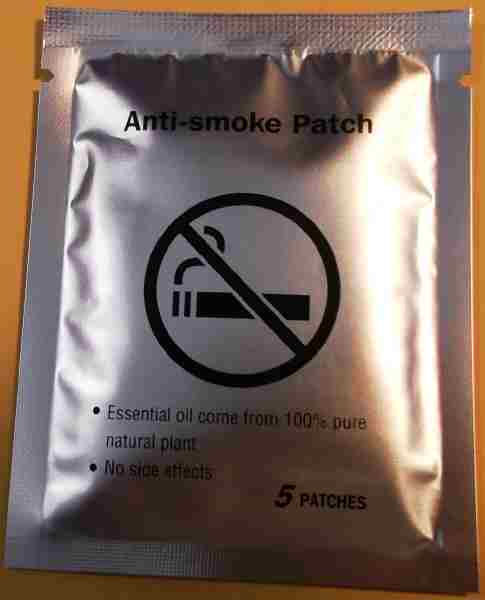 Anti-smoke Patch
• Essential oil come from 100% pure
natural plant
• No side effects
5 PATCHES